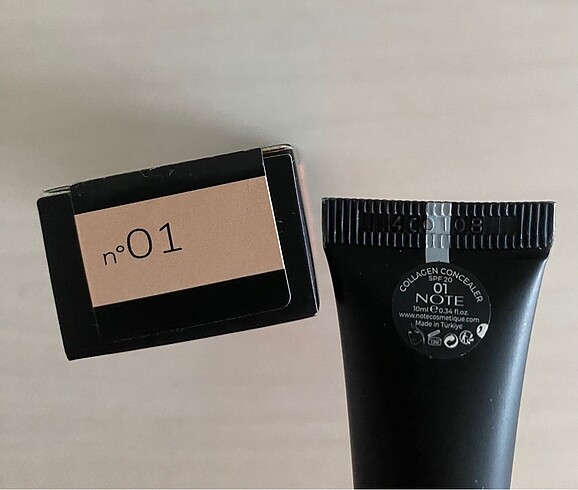 n°01
COLLAGEN CONCEALER
SPF 20
01
NOTE
10ml ℮ 0.34 fl.oz.
www.notecosmetique.com
Made in Türkiye